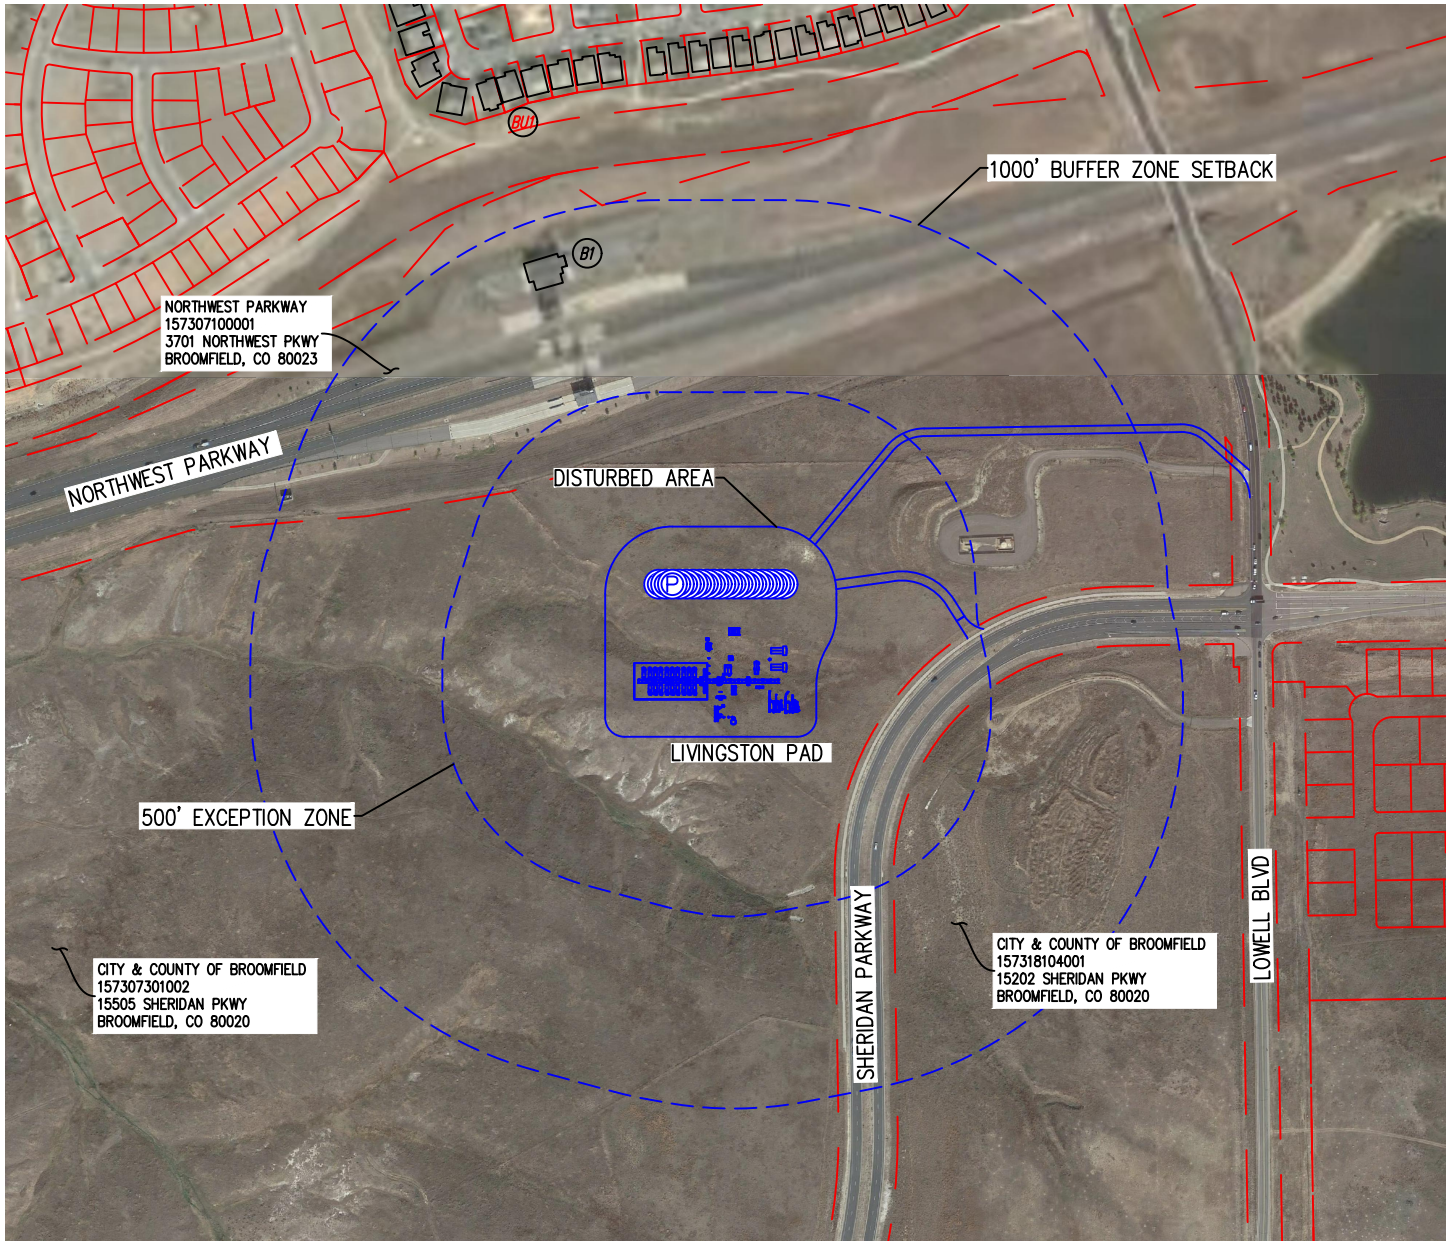 BU1
1000' BUFFER ZONE SETBACK
B1
NORTHWEST PARKWAY
157307100001
3701 NORTHWEST PKWY
BROOMFIELD, CO 80023
NORTHWEST PARKWAY
DISTURBED AREA
P
LIVINGSTON PAD
500' EXCEPTION ZONE
SHERIDAN PARKWAY
LOWELL BLVD
CITY & COUNTY OF BROOMFIELD
157318104001
15202 SHERIDAN PKWY
BROOMFIELD, CO 80020
CITY & COUNTY OF BROOMFIELD
157307301002
15505 SHERIDAN PKWY
BROOMFIELD, CO 80020